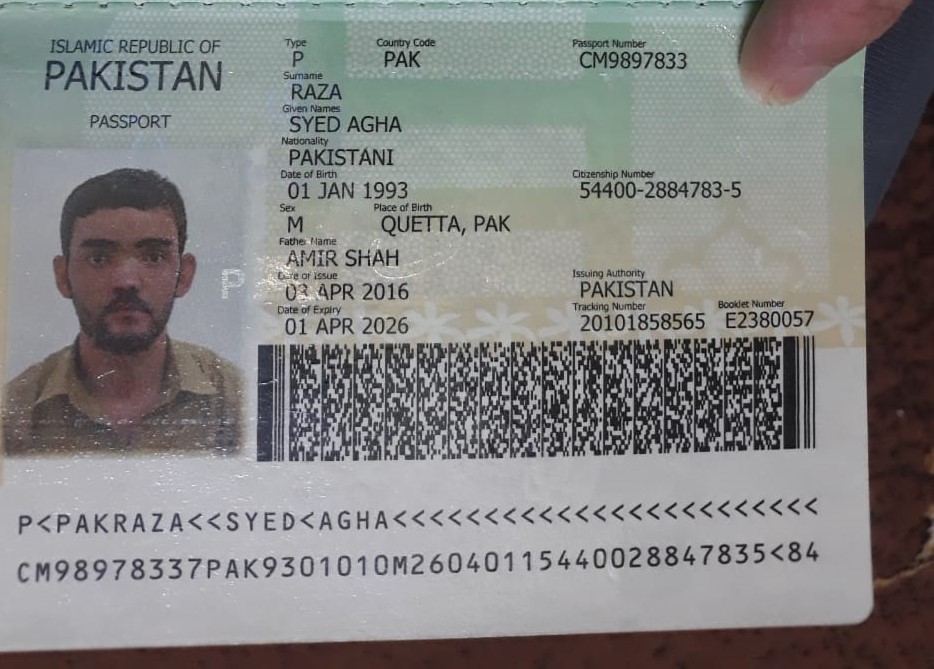 ISLAMIC REPUBLIC OF
PAKISTAN
PASSPORT
Type Country Code Passport Number
P PAK CM9897833
Surname
RAZA
Given Names
SYED AGHA
Nationality
PAKISTANI
Date of Birth Citizenship Number
01 JAN 1993 54400-2884783-5
Sex Place of Birth
M QUETTA, PAK
Father Name
AMIR SHAH
Date of Issue Issuing Authority
03 APR 2016 PAKISTAN
Date of Expiry Tracking Number Booklet Number
01 APR 2026 20101858565 E2380057
P<PAKRAZA<<SYED<AGHA<<<<<<<<<<<<<<<<<<<<<<<<
CM98978337PAK9301010M26040115440028847835<84